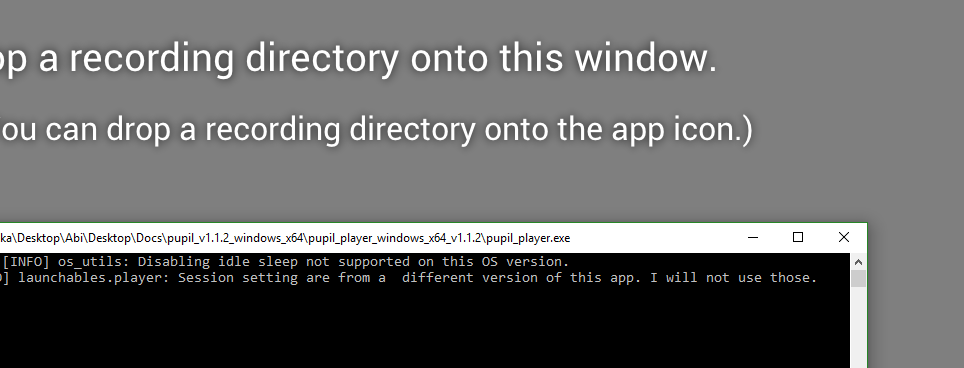 a recording directory onto this window.
ou can drop a recording directory onto the app icon.)
ka\Desktop\Abi\Desktop\Docs\pupil_v1.1.2_windows_x64\pupil_player_windows_x64_v1.1.2\pupil_player.exe
[INFO] os_utils: Disabling idle sleep not supported on this OS version.
] launchables.player: Session setting are from a  different version of this app. I will not use those.